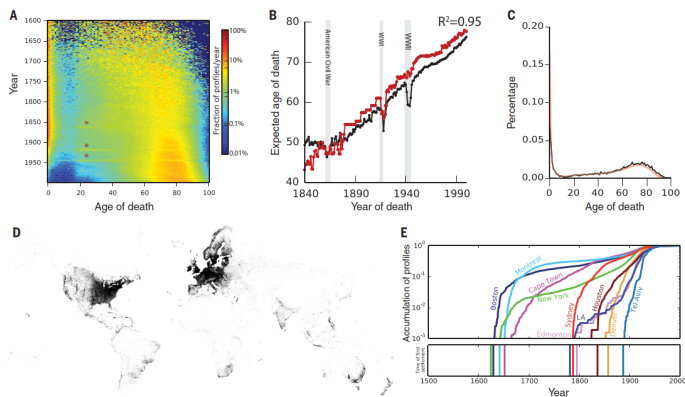 A
1600
1650
1700
1750
1800
1850
1900
1950
Year
0 20 40 60 80 100
Age of death
100%
10%
1%
0.1%
0.01%
Fraction of profiles/year
B
R²=0.95
American Civil War
WWI
WWII
80
70
60
50
40
Expected age of death
1840 1890 1940 1990
Year of death
C
0.20
0.15
0.10
0.05
0
Percentage
0 20 40 60 80 100
Age of death
D
E
10⁰
10⁻¹
10⁻²
10⁻³
Accumulation of profiles
Boston
Montreal
Cape Town
New York
Edmonton
Sydney
LA
Houston
Denver
Tel Aviv
Time of first
settlement
1500 1600 1700 1800 1900 2000
Year